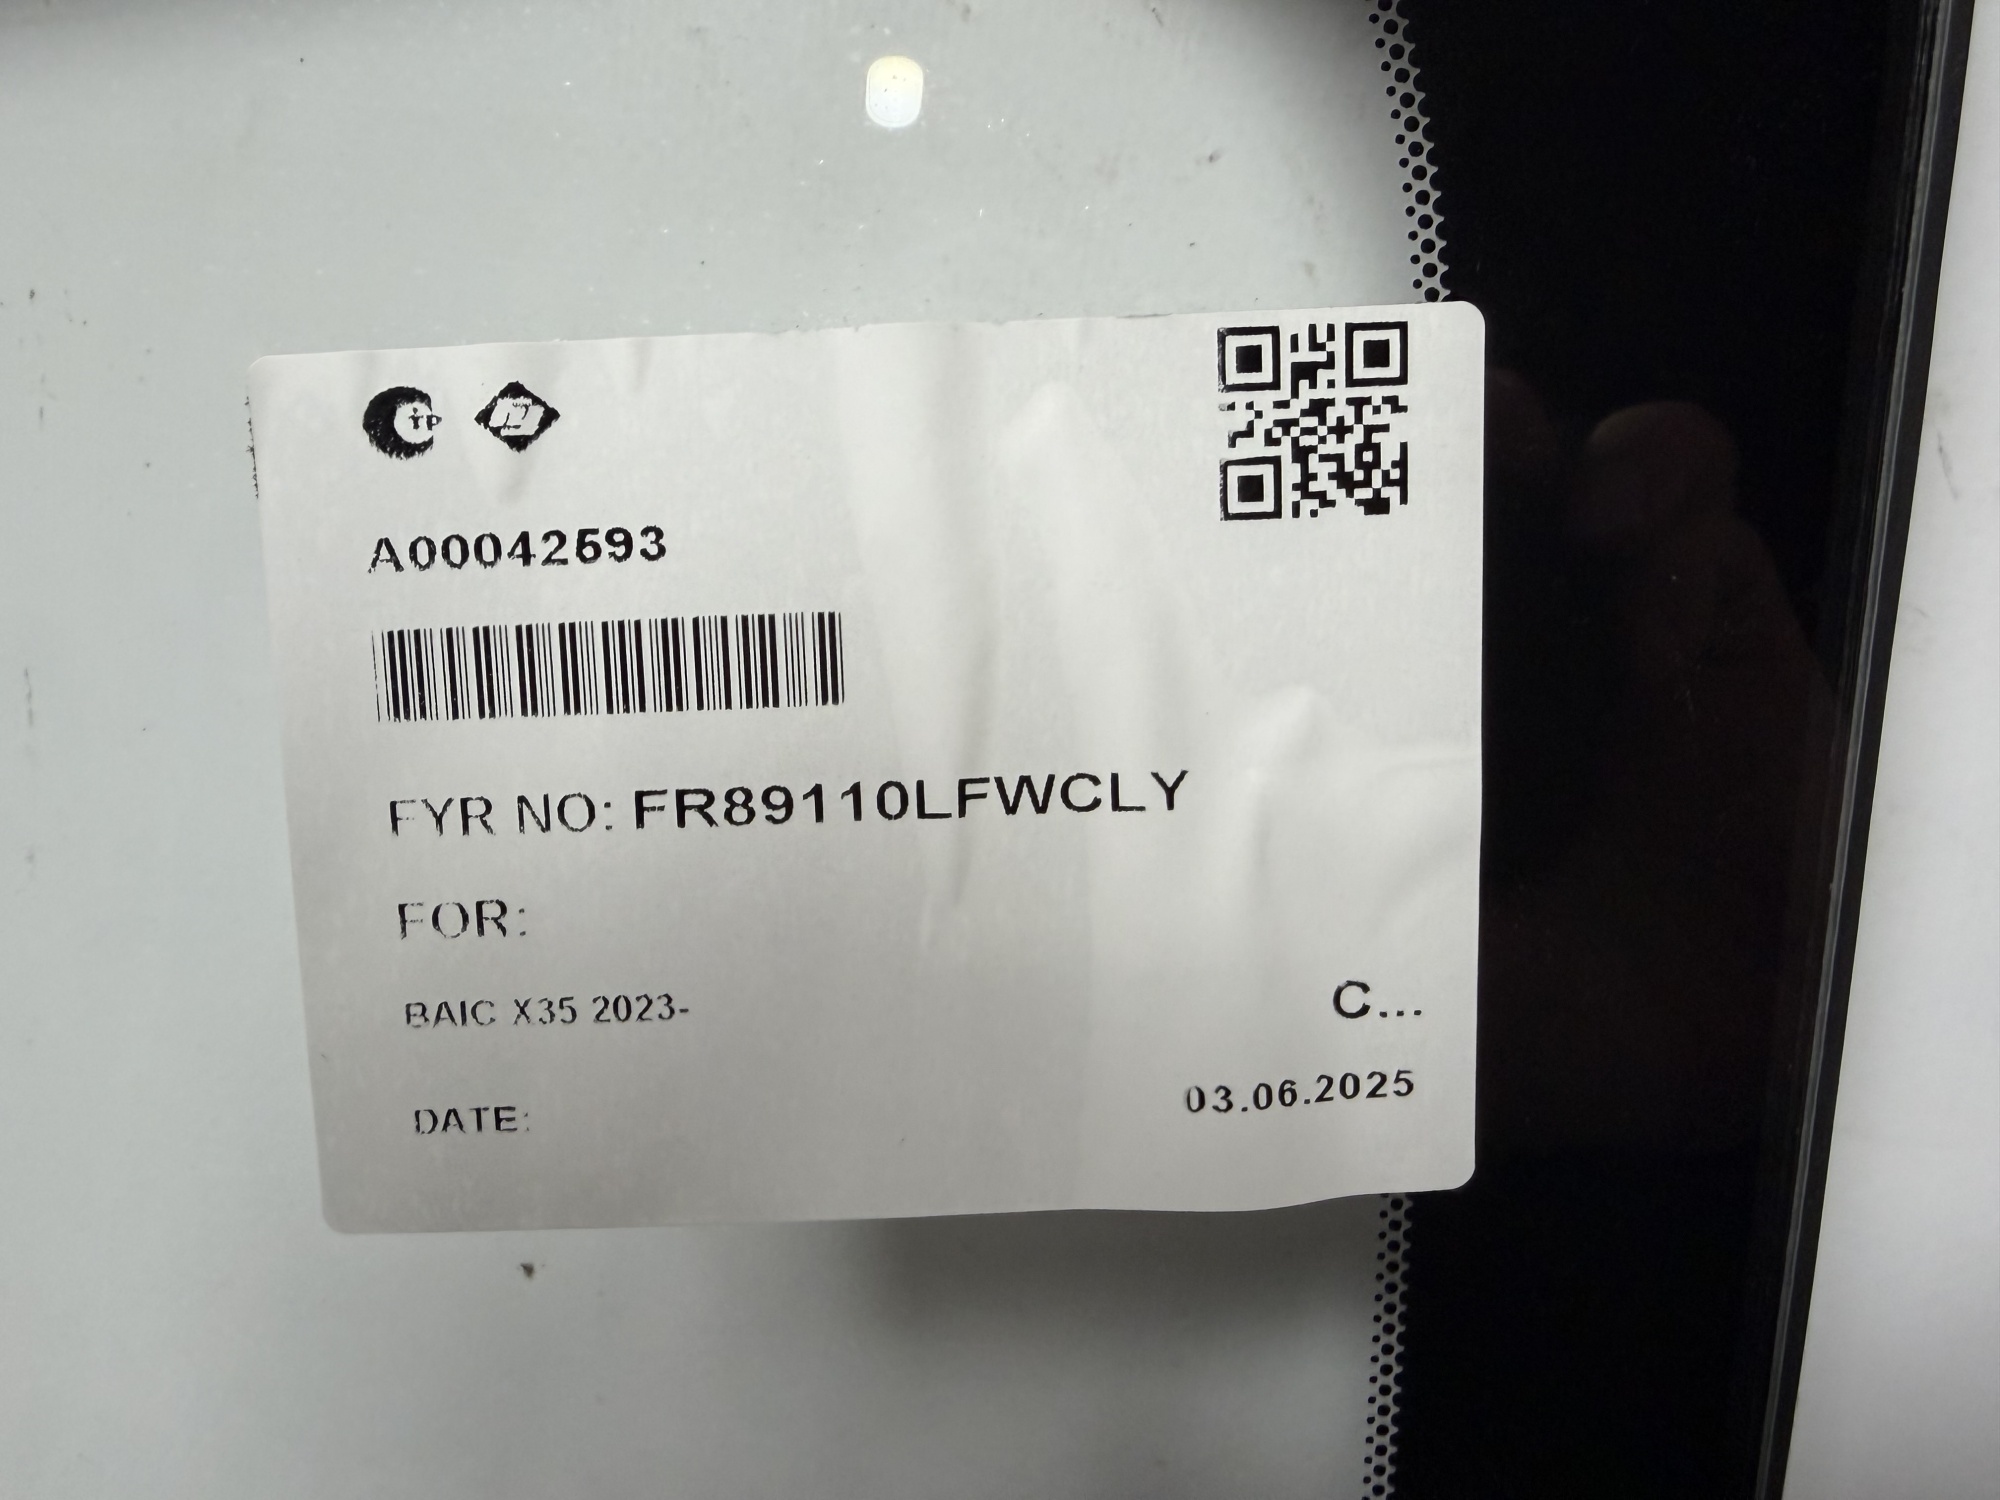 A00042593
FYR NO: FR89110LFWCLY
FOR:
BAIC X35 2023-
C...
DATE:
03.06.2025